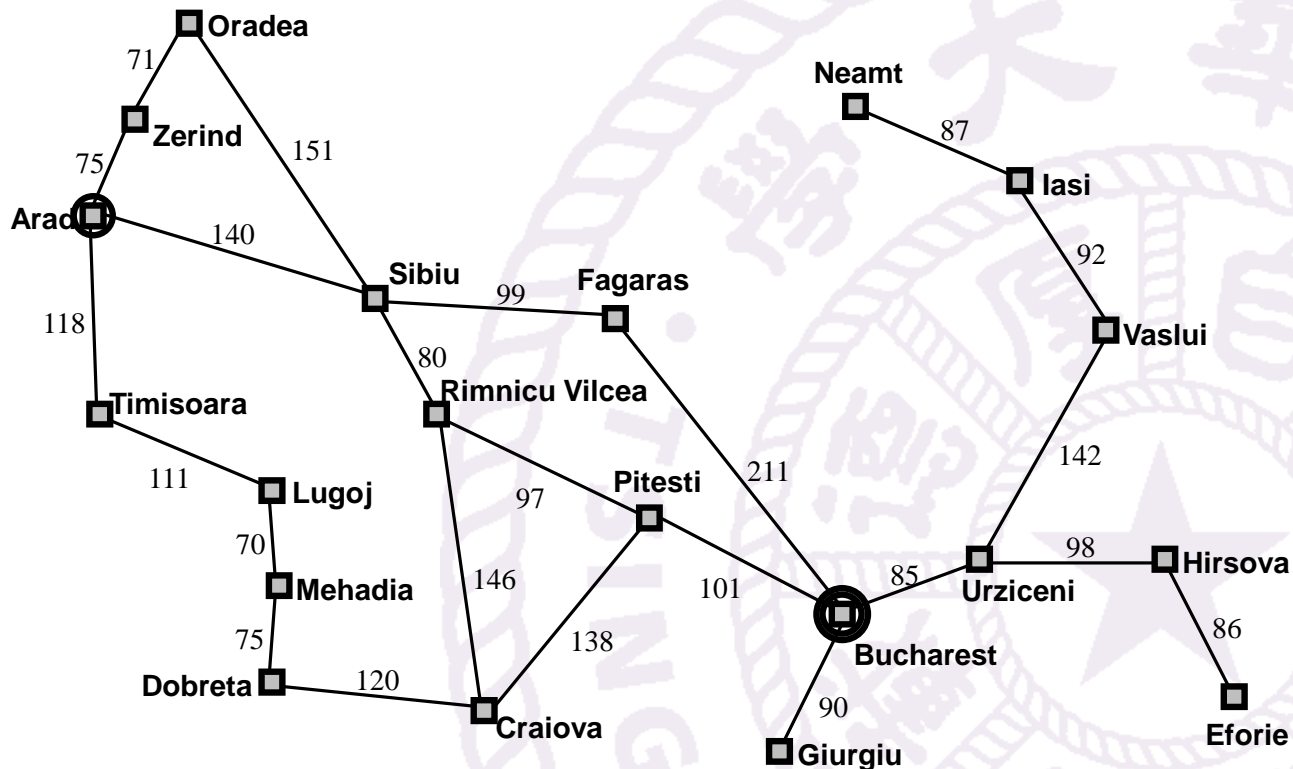 Oradea
71
Neamt
87
Zerind
151
75
Iasi
Arad
140
92
Sibiu
Fagaras
99
118
Vaslui
80
Rimnicu Vilcea
Timisoara
142
111
211
Pitesti
Lugoj
97
70
98
Hirsova
146
101
85
Urziceni
Mehadia
75
138
86
Bucharest
Dobreta
120
90
Craiova
Eforie
Giurgiu
TSING
大